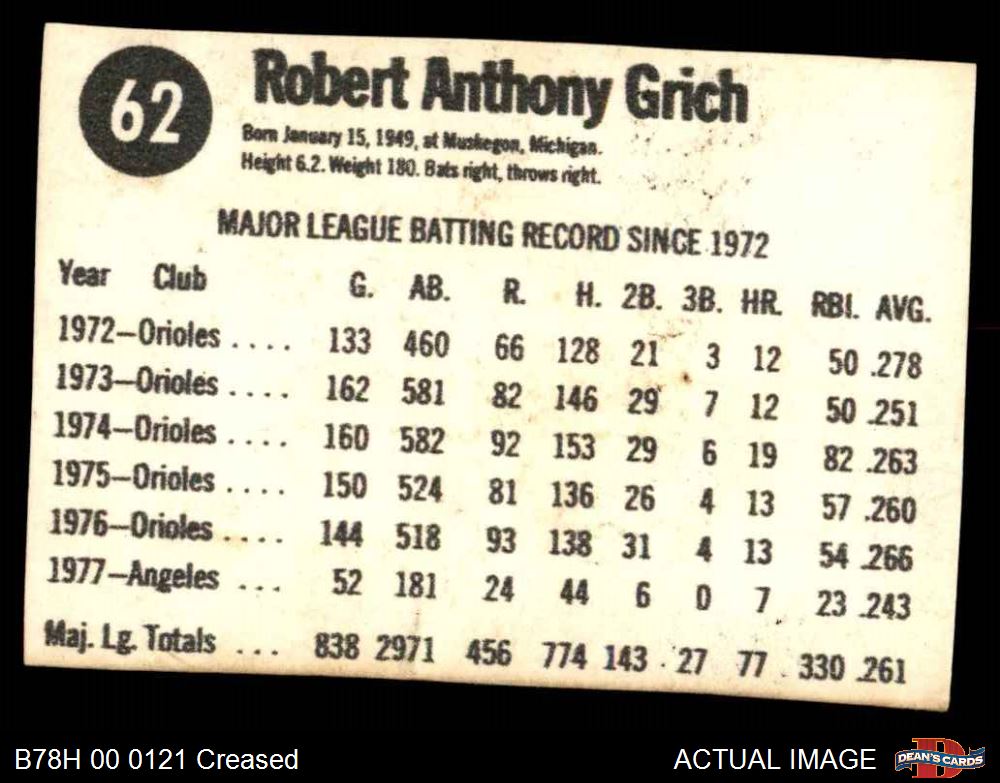 62
Robert Anthony Grich
Born January 15, 1949, at Muskegon, Michigan.
Height 6.2. Weight 180. Bats right, throws right.
MAJOR LEAGUE BATTING RECORD SINCE 1972
Year Club G. AB. R. H. 2B. 3B. HR. RBI. AVG.
1972—Orioles .... 133 460 66 128 21 3 12 50 .278
1973—Orioles .... 162 581 82 146 29 7 12 50 .251
1974—Orioles .... 160 582 92 153 29 6 19 82 .263
1975—Orioles .... 150 524 81 136 26 4 13 57 .260
1976—Orioles .... 144 518 93 138 31 4 13 54 .266
1977—Angeles ... 52 181 24 44 6 0 7 23 .243
Maj. Lg. Totals ... 838 2971 456 774 143 27 77 330 .261
B78H 00 0121 Creased
ACTUAL IMAGE
D
DEAN'S CARDS